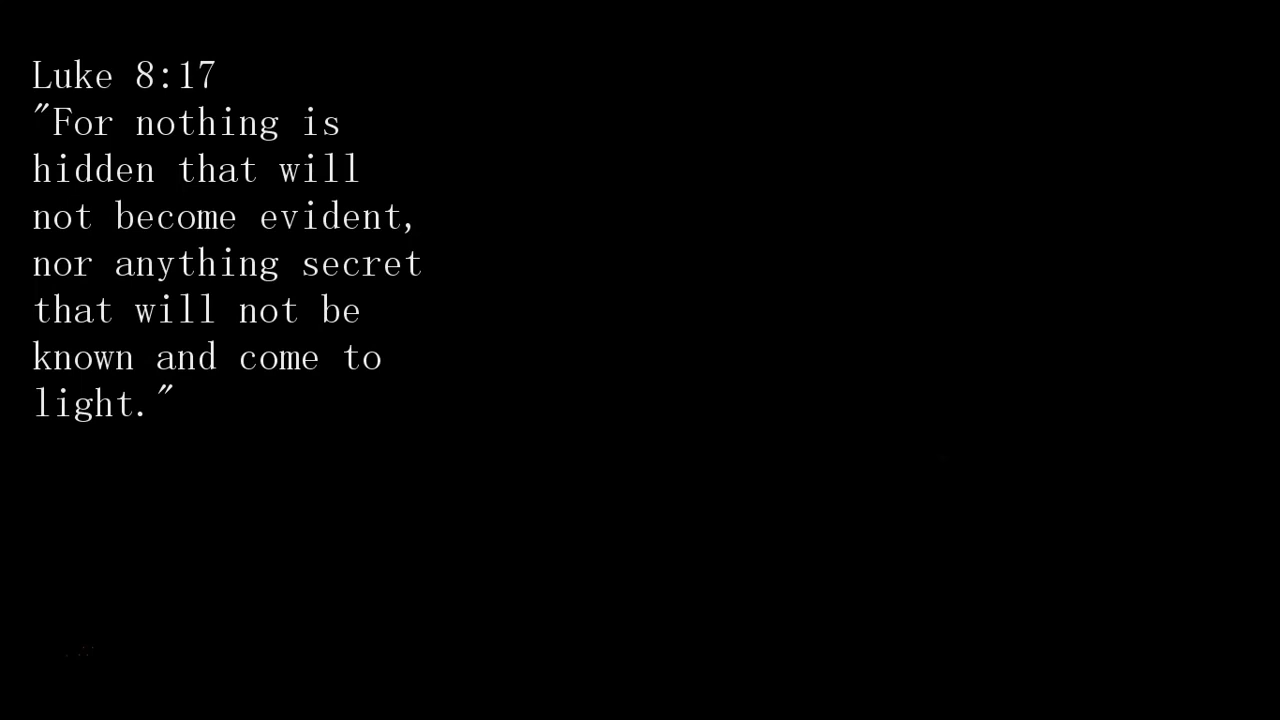 Luke 8:17
"For nothing is
hidden that will
not become evident,
nor anything secret
that will not be
known and come to
light."